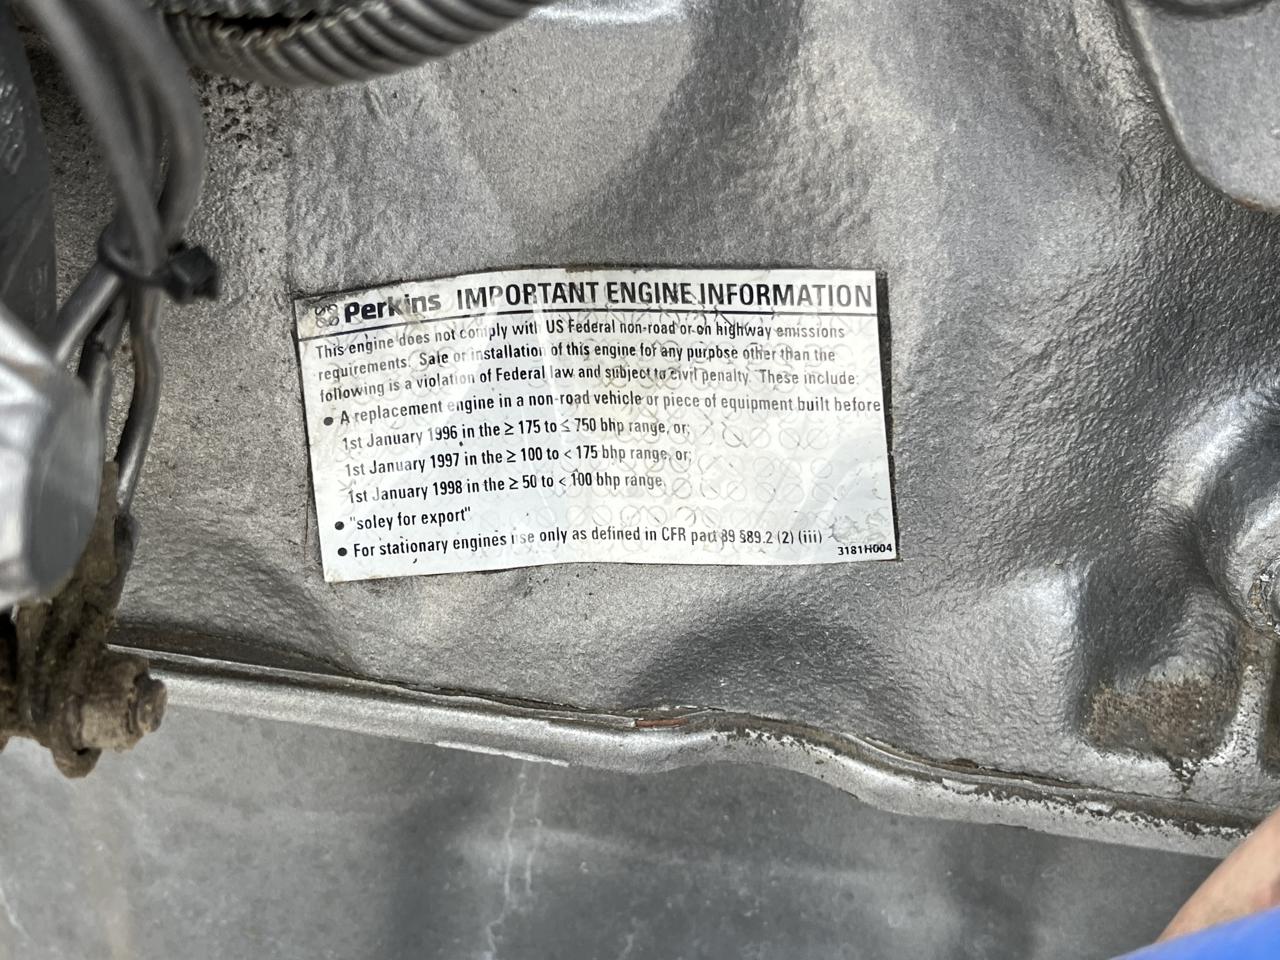 Perkins IMPORTANT ENGINE INFORMATION
This engine does not comply with US Federal non-road or on highway emissions
requirements. Sale or installation of this engine for any purpose other than the
following is a violation of Federal law and subject to civil penalty. These include:
• A replacement engine in a non-road vehicle or piece of equipment built before
1st January 1996 in the ≥ 175 to ≤ 750 bhp range, or;
1st January 1997 in the ≥ 100 to < 175 bhp range, or;
1st January 1998 in the ≥ 50 to < 100 bhp range.
• "soley for export"
• For stationary engines use only as defined in CFR part 89 §89.2 (2) (iii)
3181H004